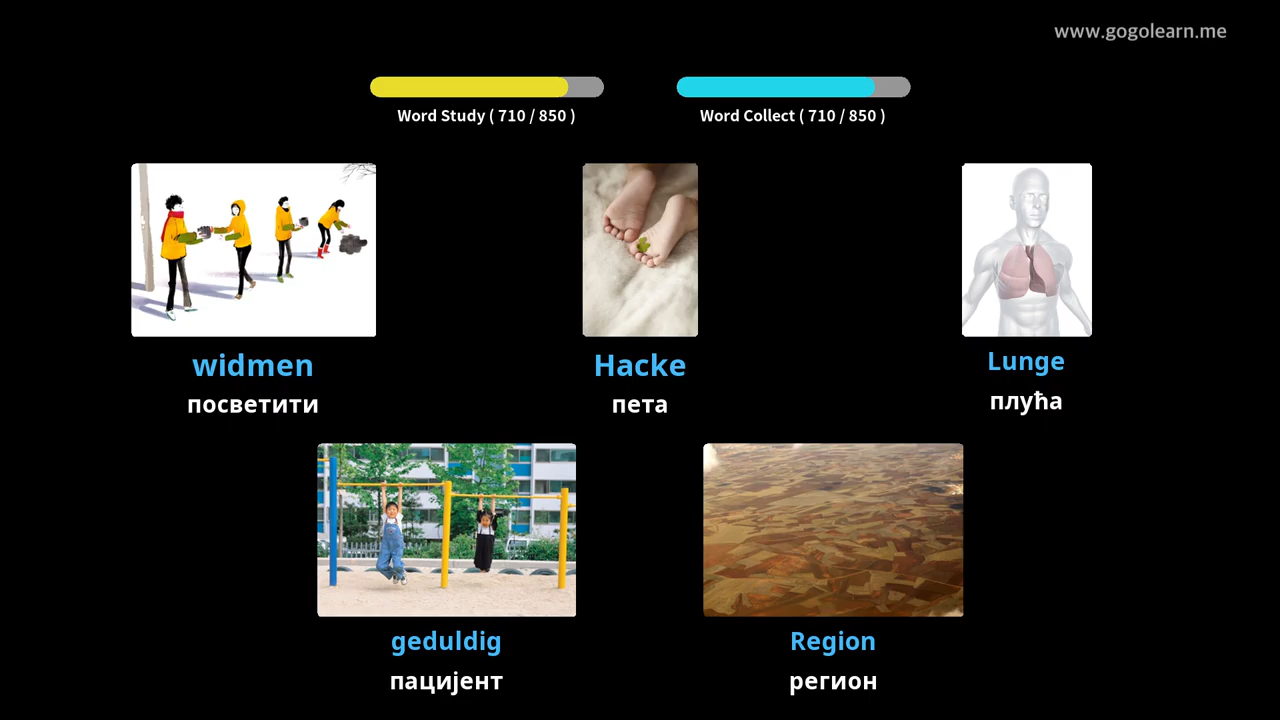 www.gogolearn.me
Word Study ( 710 / 850 )
Word Collect ( 710 / 850 )
widmen
посветити
Hacke
пета
Lunge
плућа
geduldig
пацијент
Region
регион